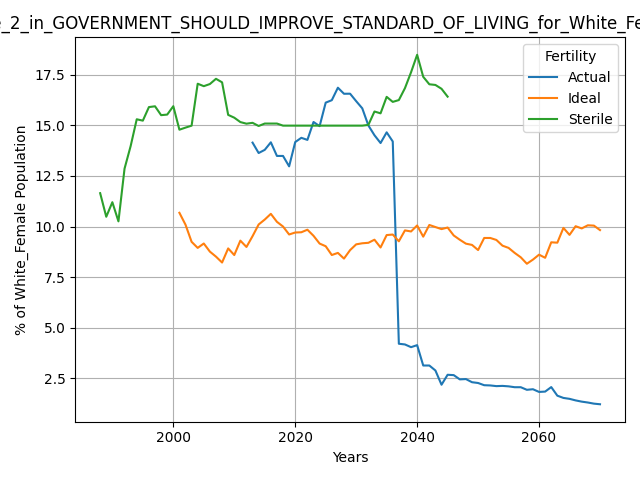 _2_in_GOVERNMENT_SHOULD_IMPROVE_STANDARD_OF_LIVING_for_White_Fe
Fertility
Actual
Ideal
Sterile
% of White_Female Population
17.5
15.0
12.5
10.0
7.5
5.0
2.5
2000
2020
2040
2060
Years